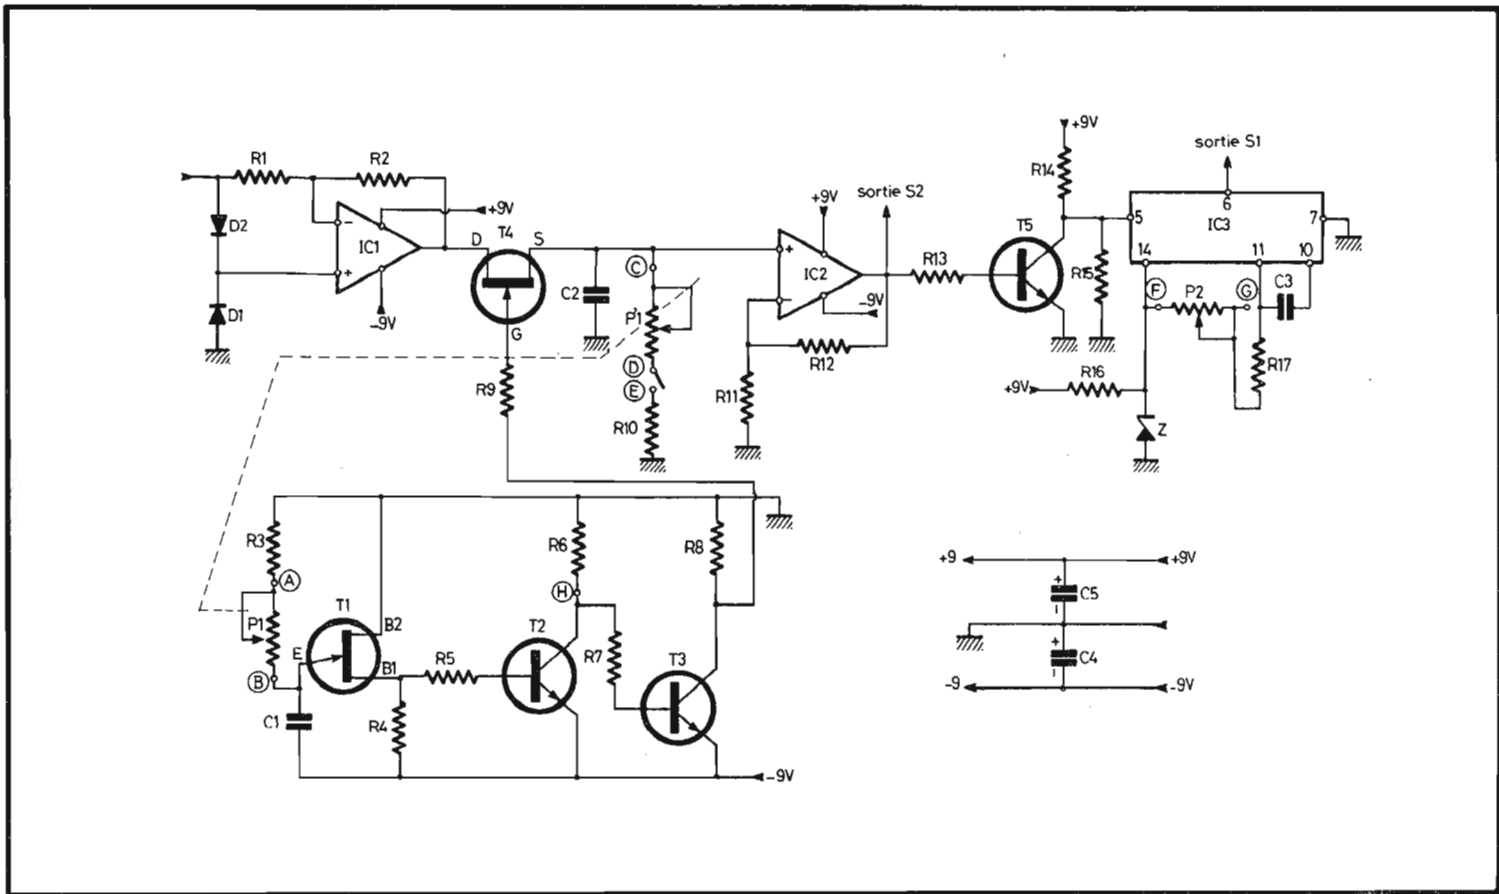 +9V
sortie S1
R1
R2
+9V
sortie S2
R14
6
D2
–
IC1
+
+9V
T4
D
S
+
IC2
–
R13
T5
5
IC3
7
14
11
10
D1
–9V
G
C2
C
P'1
–9V
R15
F
P2
G
C3
R9
D
E
R12
R11
+9V
R16
R17
R10
Z
R3
A
R6
R8
H
+9
+9V
P1
T1
B2
+
C5
–
E
B1
R5
T2
R7
T3
+
C4
–
B
C1
R4
-9
-9V
–9V